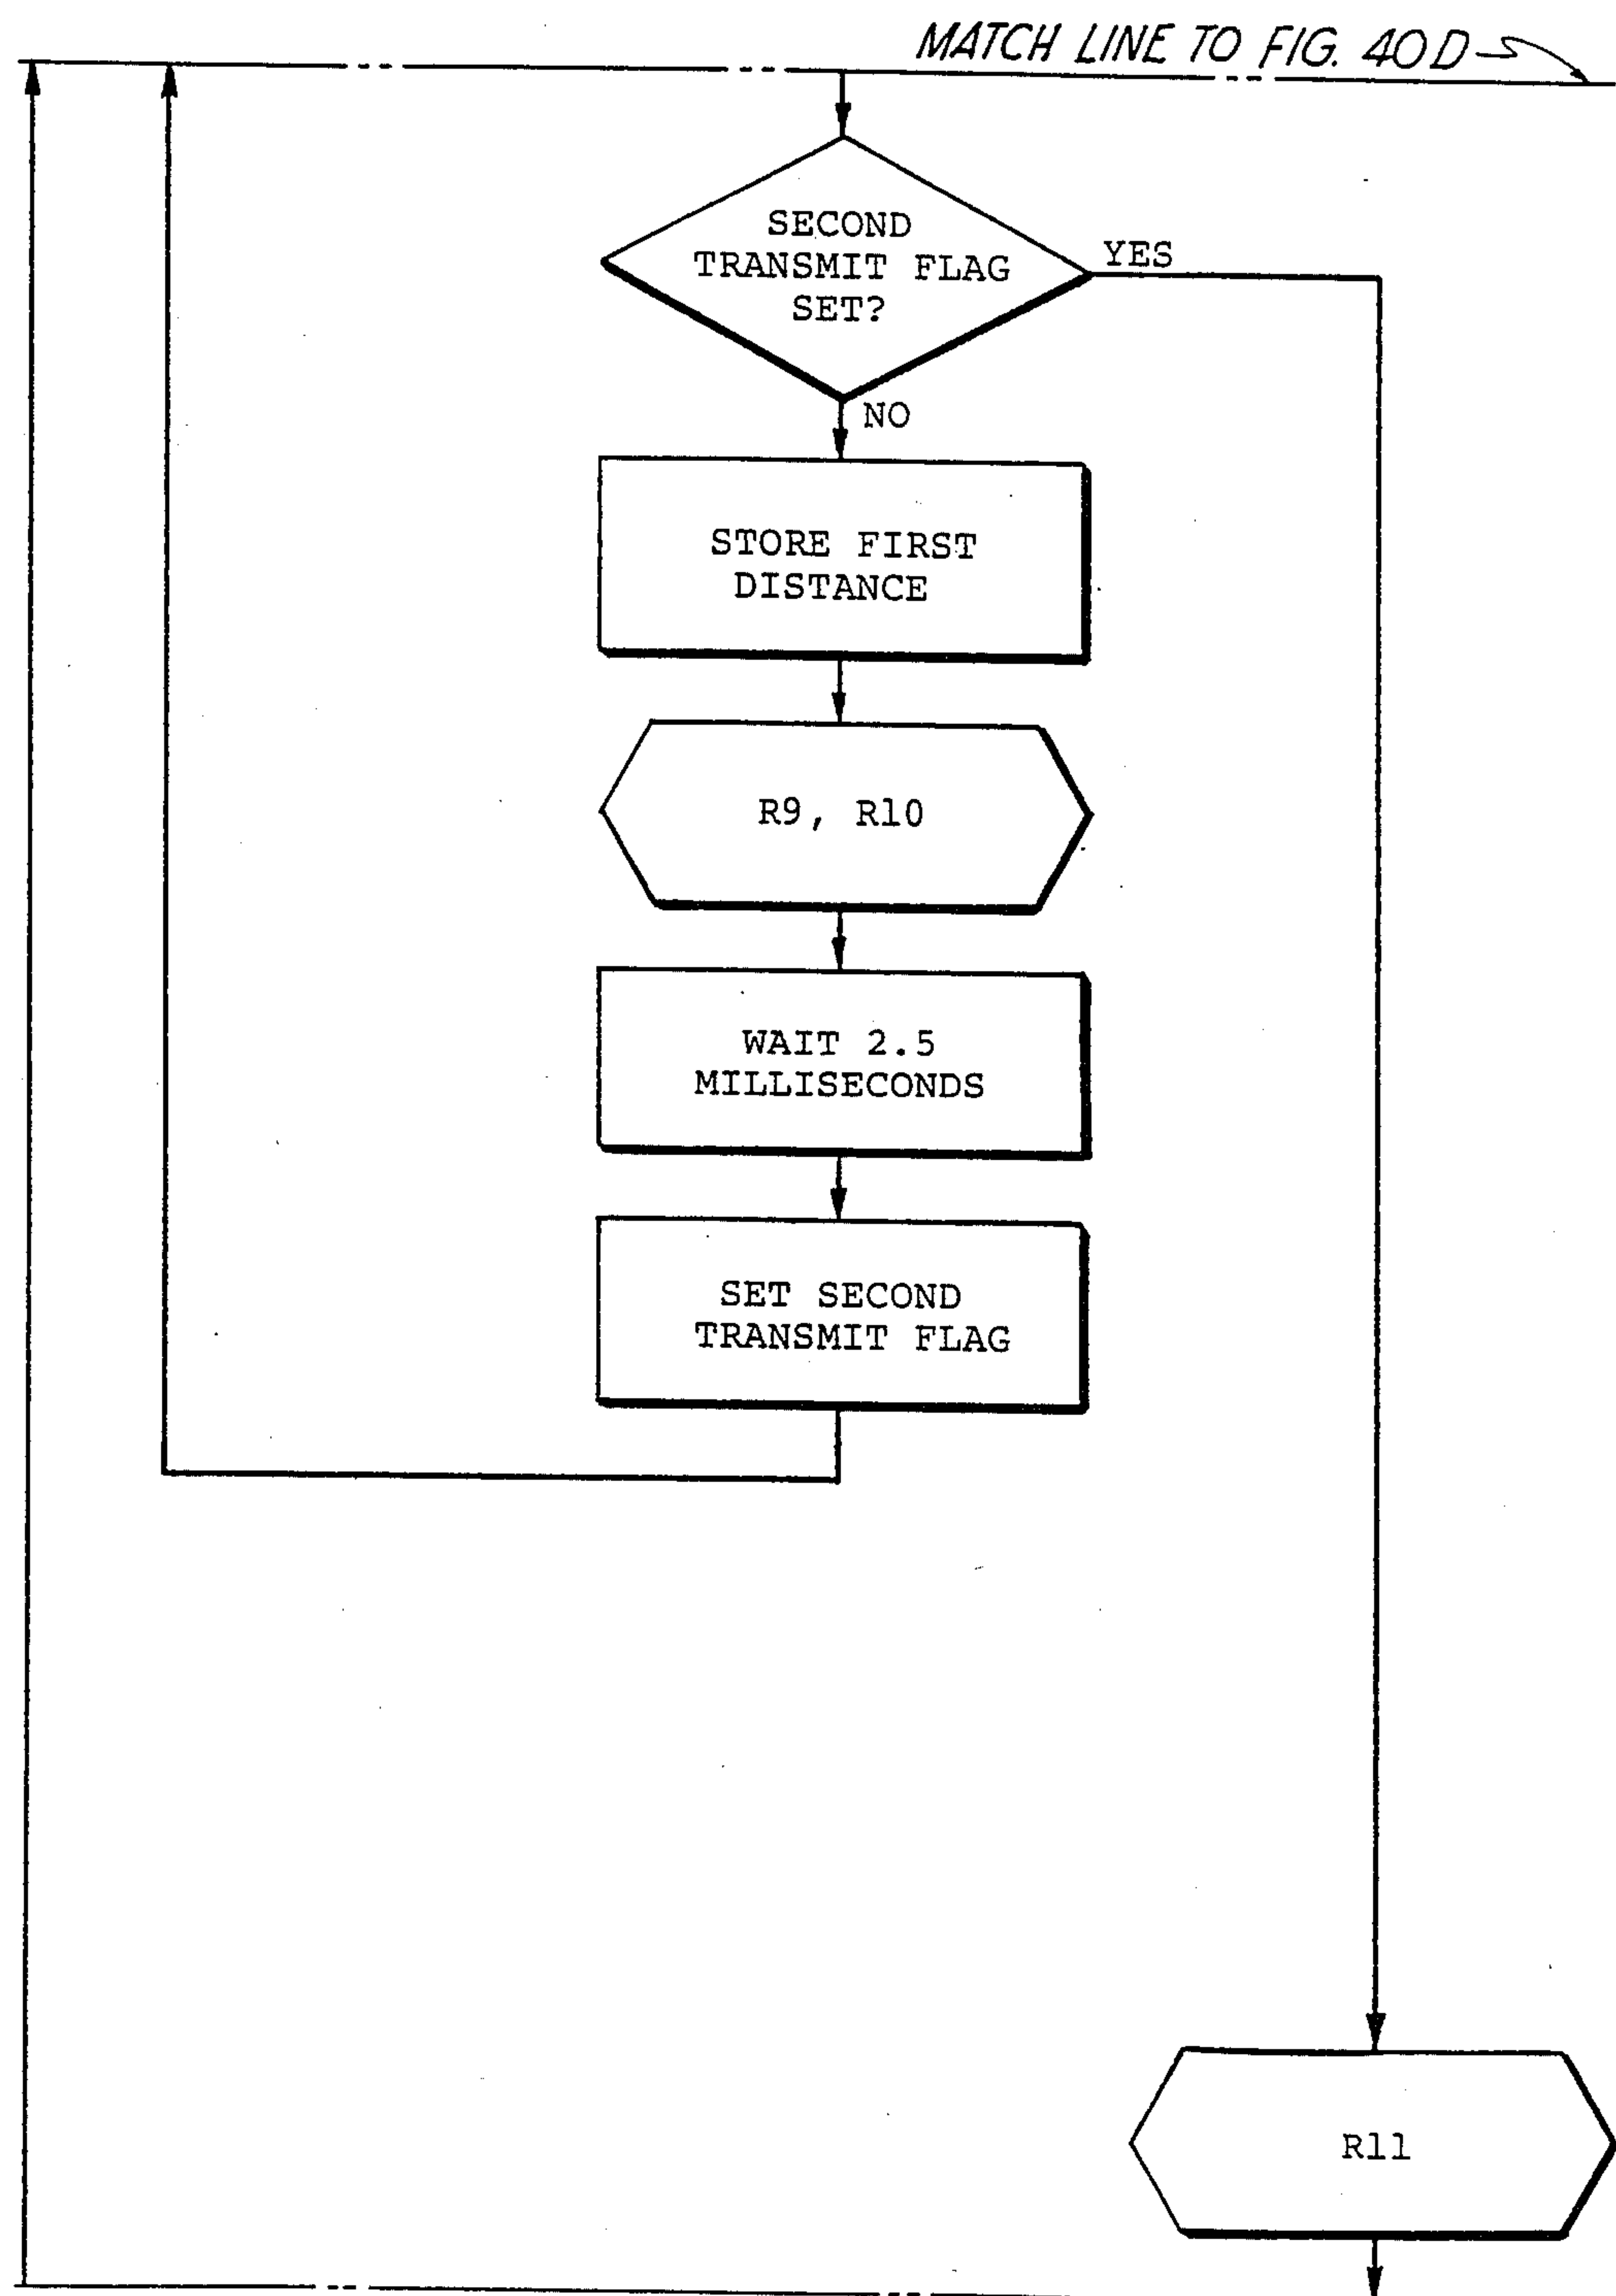 MATCH LINE TO FIG. 40D
SECOND
TRANSMIT FLAG
SET?
YES
NO
STORE FIRST
DISTANCE
R9, R10
WAIT 2.5
MILLISECONDS
SET SECOND
TRANSMIT FLAG
R11